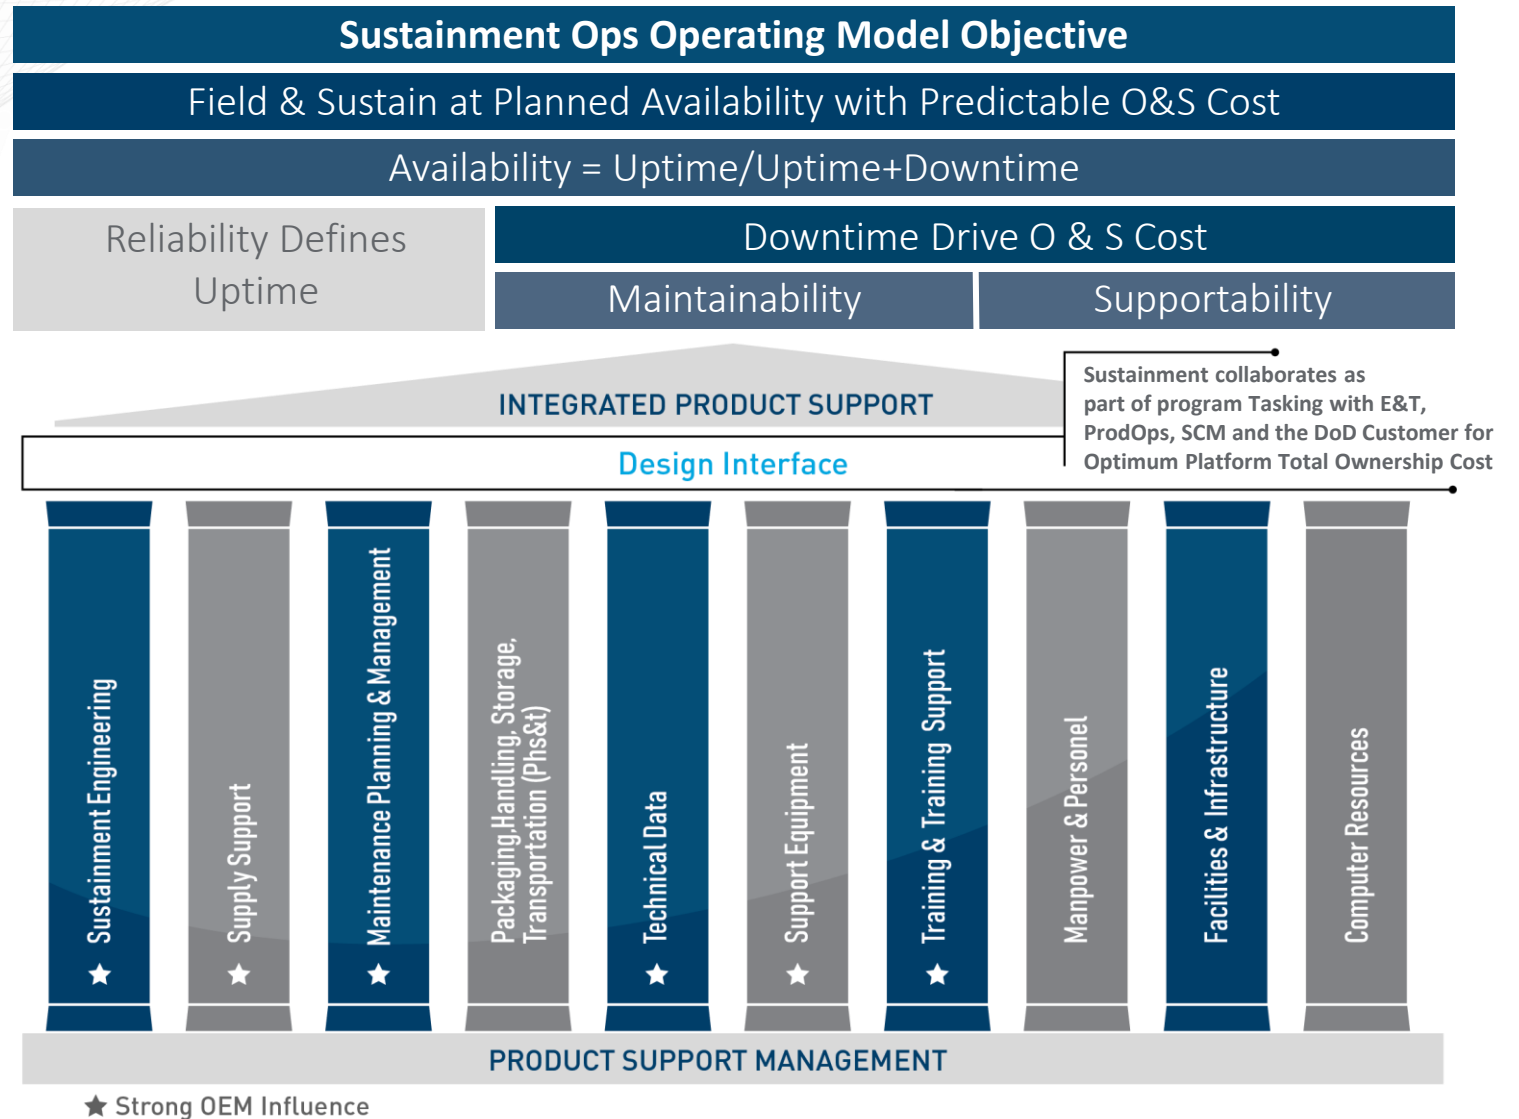 Sustainment Ops Operating Model Objective
Field & Sustain at Planned Availability with Predictable O&S Cost
Availability = Uptime/Uptime+Downtime
Reliability Defines
Uptime
Downtime Drive O & S Cost
Maintainability
Supportability
INTEGRATED PRODUCT SUPPORT
Sustainment collaborates as
part of program Tasking with E&T,
ProdOps, SCM and the DoD Customer for
Optimum Platform Total Ownership Cost
Design Interface
★ Sustainment Engineering
★ Supply Support
★ Maintenance Planning & Management
Packaging,Handling, Storage,
Transportation (Phs&t)
★ Technical Data
★ Support Equipment
★ Training & Training Support
Manpower & Personel
Facilities & Infrastructure
Computer Resources
PRODUCT SUPPORT MANAGEMENT
★ Strong OEM Influence